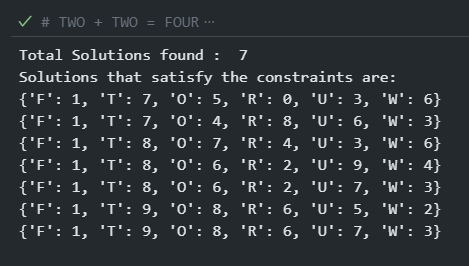 ✓ # TWO + TWO = FOUR ⋯
Total Solutions found :  7
Solutions that satisfy the constraints are:
{'F': 1, 'T': 7, 'O': 5, 'R': 0, 'U': 3, 'W': 6}
{'F': 1, 'T': 7, 'O': 4, 'R': 8, 'U': 6, 'W': 3}
{'F': 1, 'T': 8, 'O': 7, 'R': 4, 'U': 3, 'W': 6}
{'F': 1, 'T': 8, 'O': 6, 'R': 2, 'U': 9, 'W': 4}
{'F': 1, 'T': 8, 'O': 6, 'R': 2, 'U': 7, 'W': 3}
{'F': 1, 'T': 9, 'O': 8, 'R': 6, 'U': 5, 'W': 2}
{'F': 1, 'T': 9, 'O': 8, 'R': 6, 'U': 7, 'W': 3}